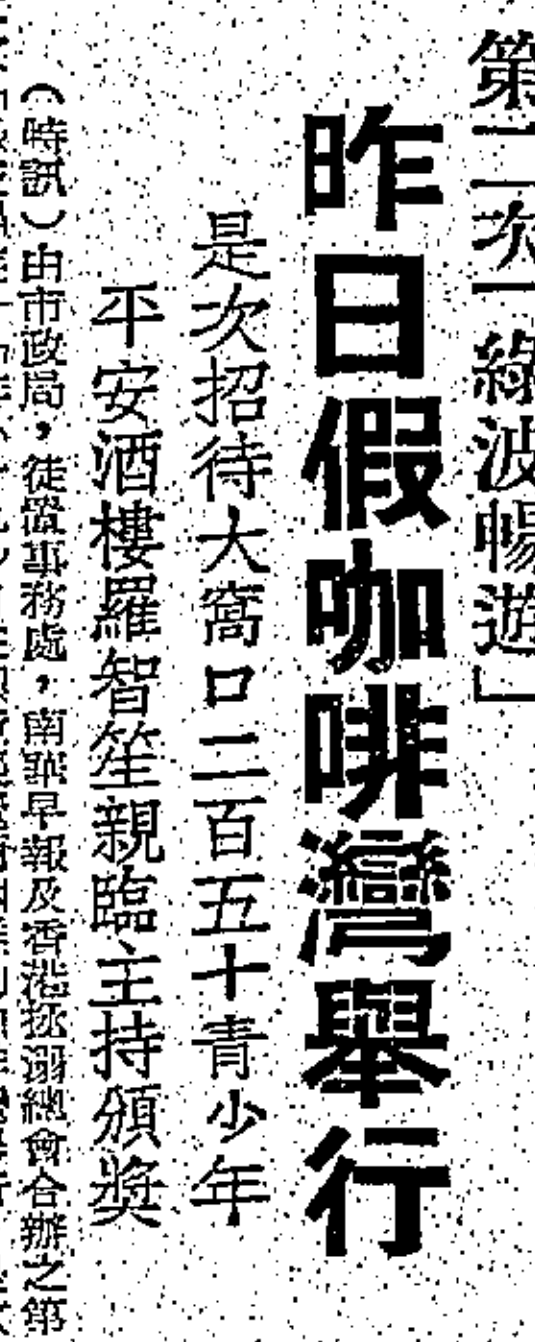 第二次「綠波暢遊」
昨日假咖啡灣舉行
是次招待大窩口二百五十青少年
平安酒樓羅智笙親臨主持頒獎
（時訊）由市政局，徙置事務處，南華早報及香港拯溺總會合辦之第